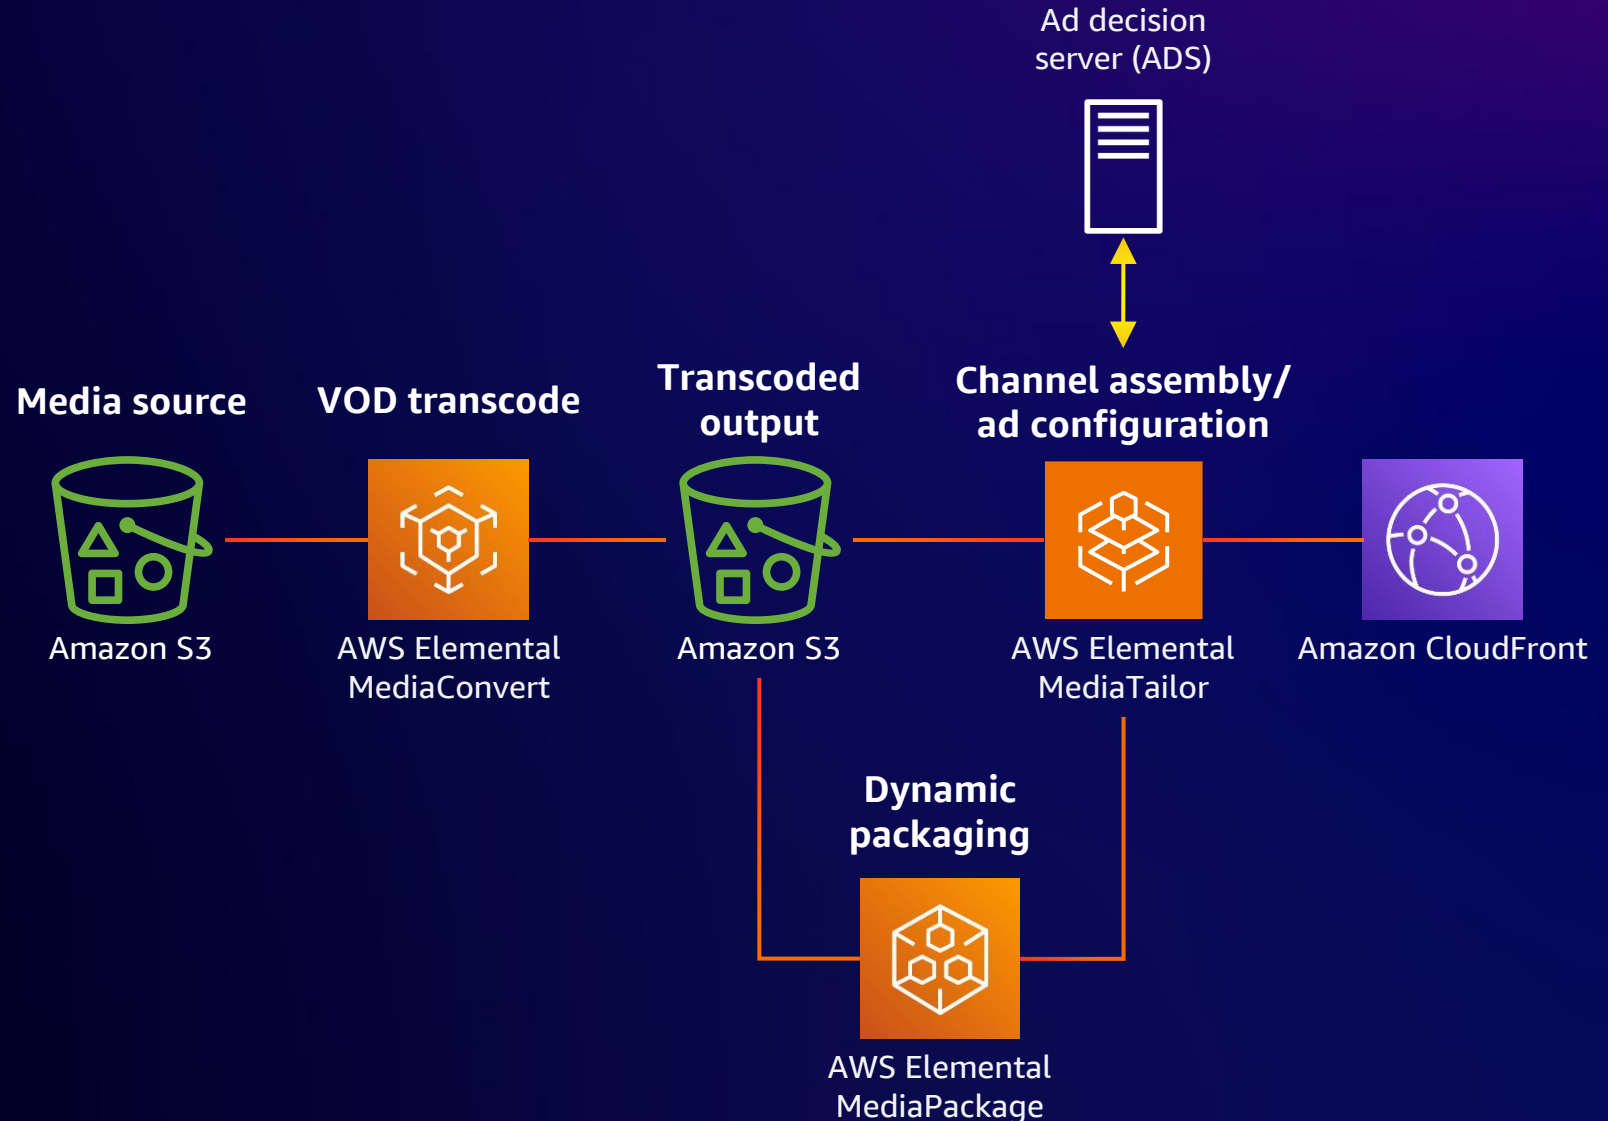 Ad decision
server (ADS)
Media source
VOD transcode
Transcoded
output
Channel assembly/
ad configuration
Amazon S3
AWS Elemental
MediaConvert
Amazon S3
AWS Elemental
MediaTailor
Amazon CloudFront
Dynamic
packaging
AWS Elemental
MediaPackage